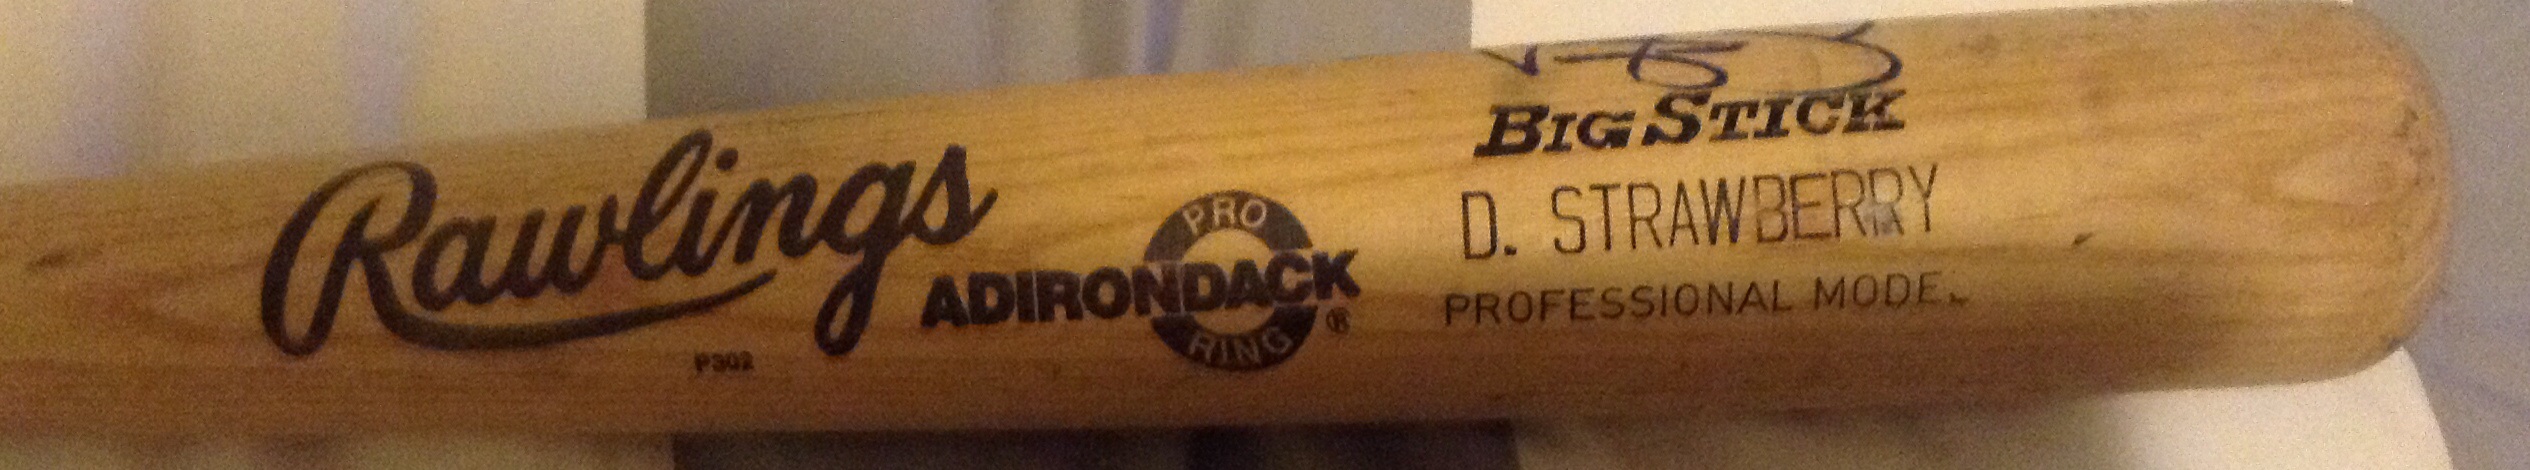 Rawlings
P302
PRO
ADIRONDACK®
RING
BIG STICK
D. STRAWBERRY
PROFESSIONAL MODEL